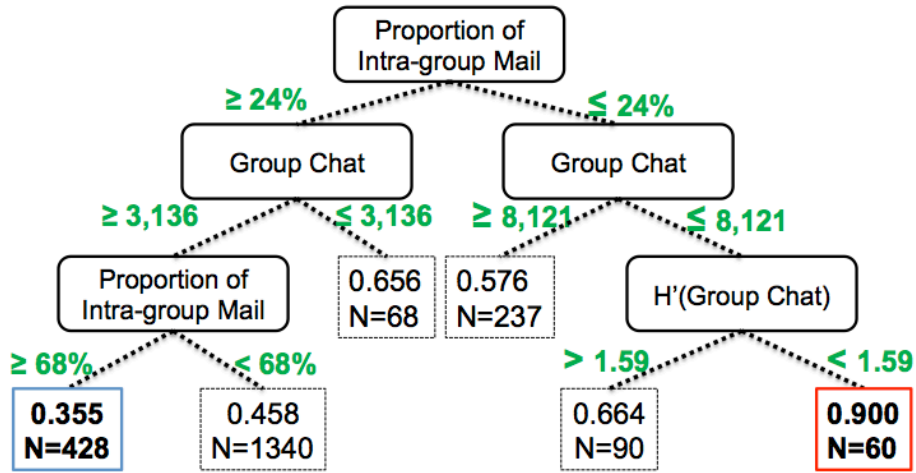 Proportion of
Intra-group Mail
≥ 24%
≤ 24%
Group Chat
Group Chat
≥ 3,136
≤ 3,136
≥ 8,121
≤ 8,121
Proportion of
Intra-group Mail
0.656
N=68
0.576
N=237
H'(Group Chat)
≥ 68%
< 68%
> 1.59
< 1.59
0.355
N=428
0.458
N=1340
0.664
N=90
0.900
N=60